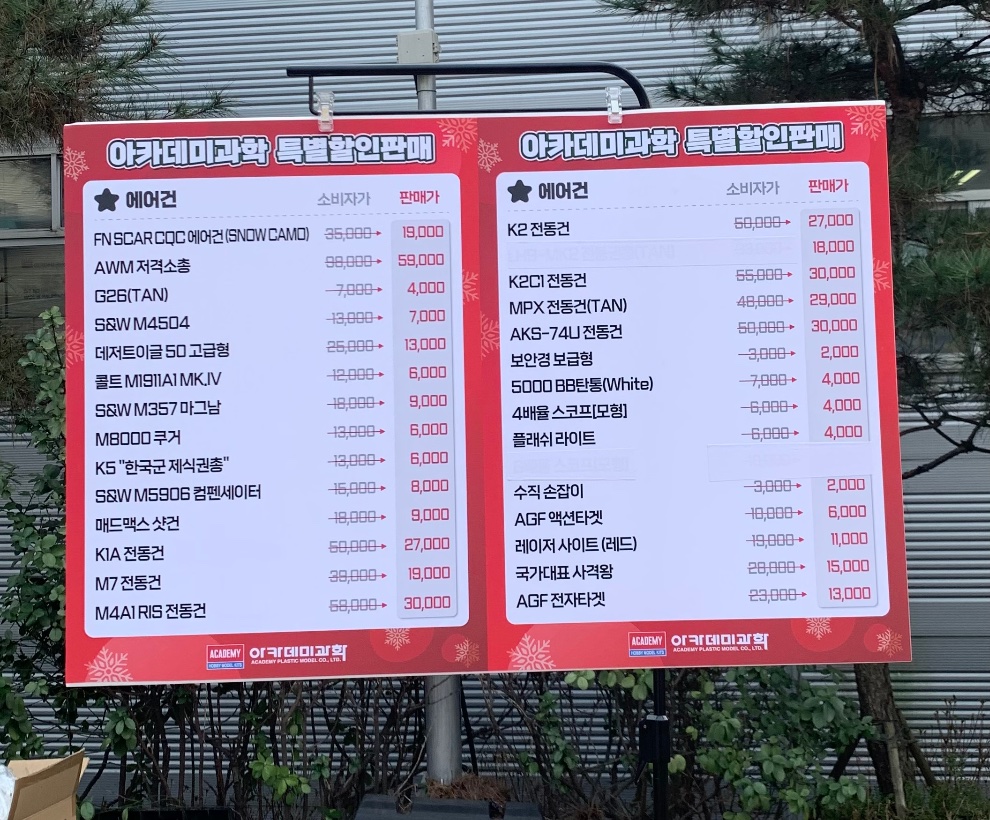 아카데미과학 특별할인판매
에어건 소비자가 판매가
FN SCAR CQC 에어건 (SNOW CAMO) 35,000 19,000
AWM 저격소총 98,000 59,000
G26(TAN) 7,000 4,000
S&W M4504 13,000 7,000
데저트이글 50 고급형 25,000 13,000
콜트 M1911A1 MK.IV 12,000 6,000
S&W M357 마그남 18,000 9,000
M8000 쿠거 13,000 6,000
K5 "한국군 제식권총" 13,000 6,000
S&W M5906 컴펜세이터 15,000 8,000
매드맥스 샷건 18,000 9,000
K1A 전동건 50,000 27,000
M7 전동건 39,000 19,000
M4A1 RIS 전동건 58,000 30,000
ACADEMY
HOBBY MODEL KITS
아카데미과학
ACADEMY PLASTIC MODEL CO., LTD.
아카데미과학 특별할인판매
에어건 소비자가 판매가
K2 전동건 50,000 27,000
18,000
K2C1 전동건 55,000 30,000
MPX 전동건(TAN) 48,000 29,000
AKS-74U 전동건 50,000 30,000
보안경 보급형 3,000 2,000
5000 BB탄통(White) 7,000 4,000
4배율 스코프[모형] 6,000 4,000
플래쉬 라이트 6,000 4,000
수직 손잡이 3,000 2,000
AGF 액션타겟 10,000 6,000
레이저 사이트 (레드) 19,000 11,000
국가대표 사격왕 28,000 15,000
AGF 전자타겟 23,000 13,000
ACADEMY
HOBBY MODEL KITS
아카데미과학
ACADEMY PLASTIC MODEL CO., LTD.